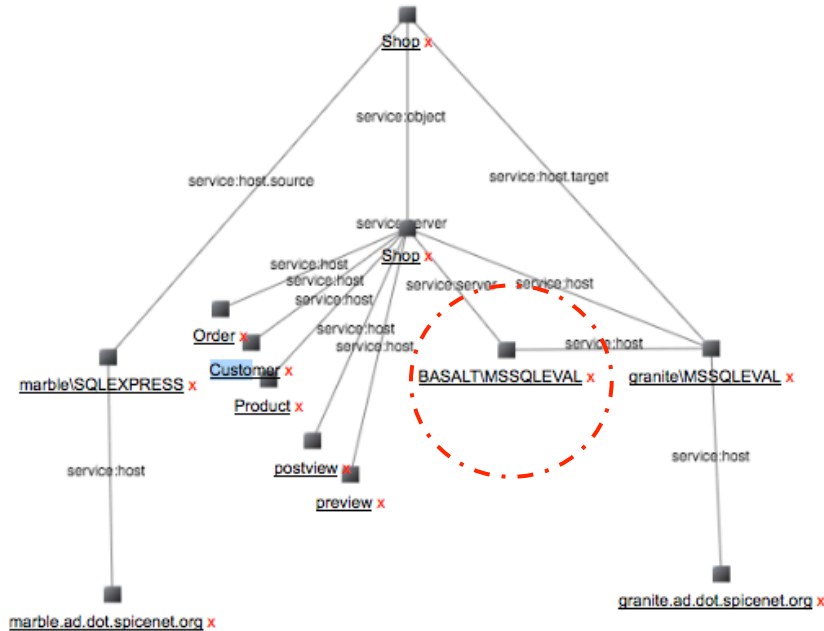 Shop x
service:object
service:host.source
service:host.target
service:server
Shop x
service:host
service:host
service:host
service:server
service:host
service:host
service:host
service:host
Order x
Customer x
Product x
postview x
preview x
marble\SQLEXPRESS x
BASALT\MSSQLEVAL x
granite\MSSQLEVAL x
service:host
service:host
marble.ad.dot.spicenet.org x
granite.ad.dot.spicenet.org x